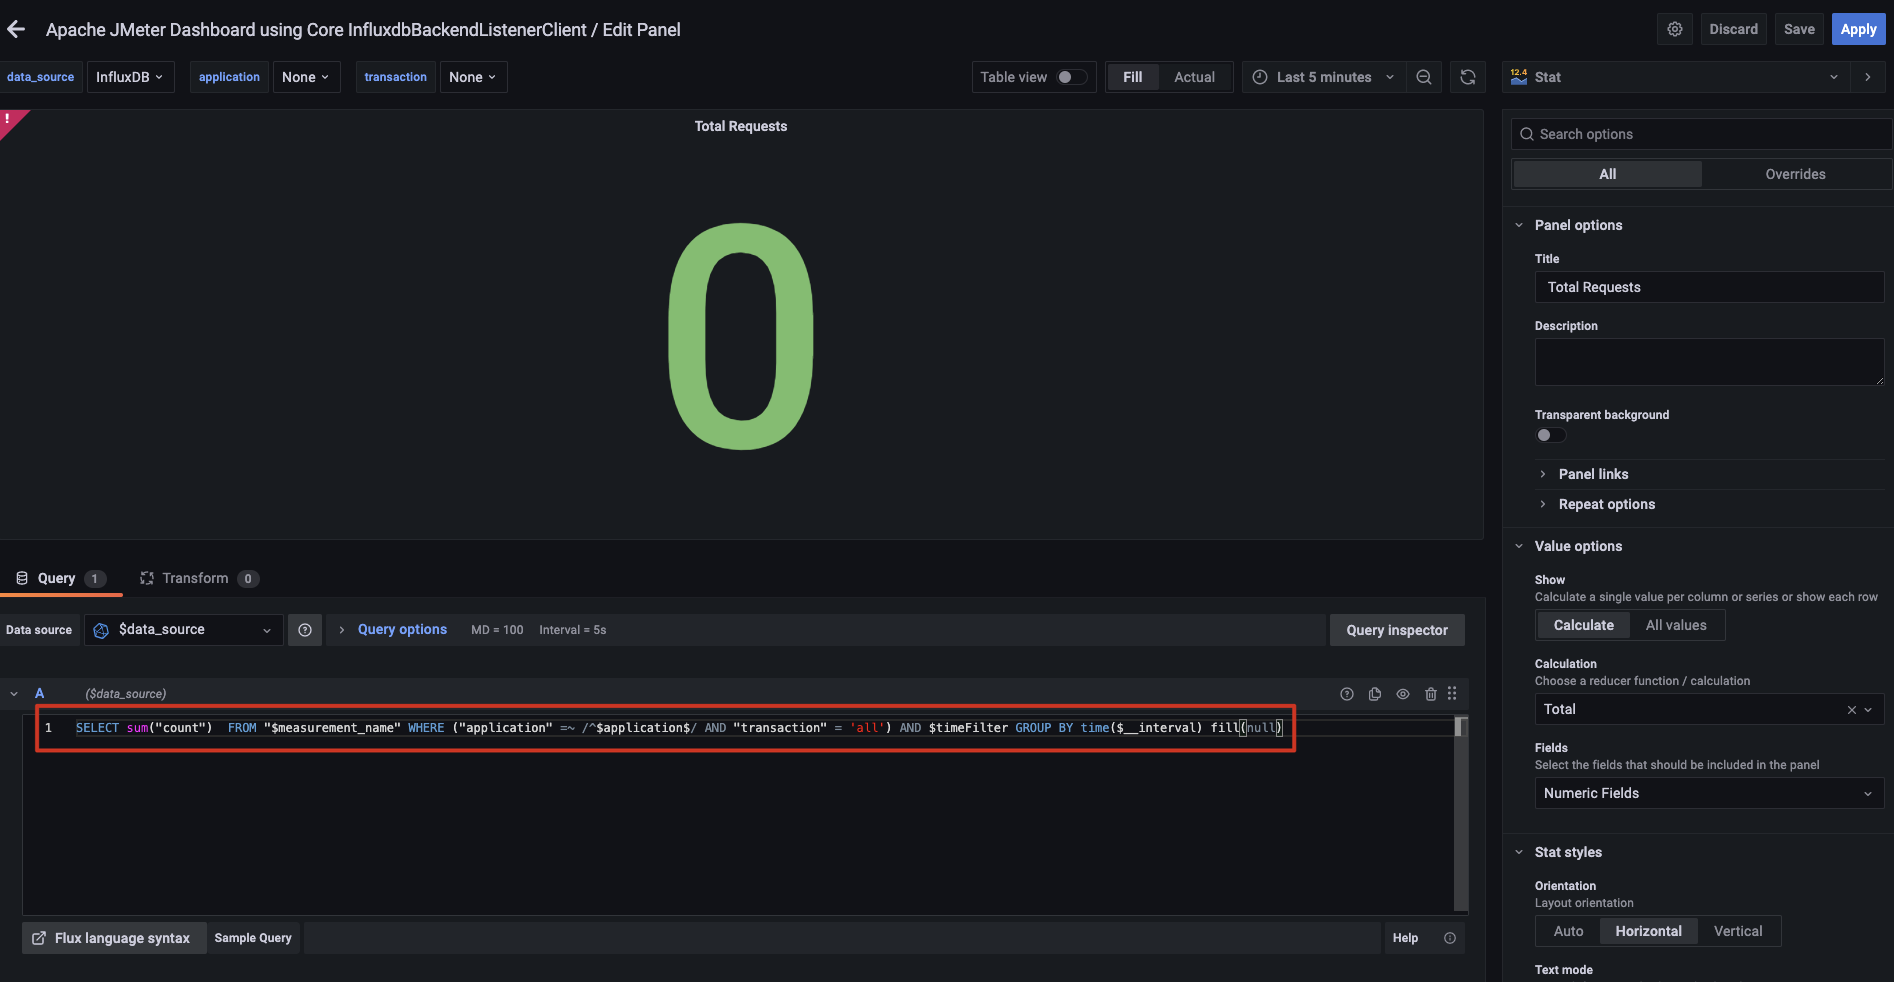 Apache JMeter Dashboard using Core InfluxdbBackendListenerClient / Edit Panel
Discard
Save
Apply
data_source
InfluxDB
application
None
transaction
None
Table view
Fill
Actual
Last 5 minutes
12.4
Stat
!
Total Requests
0
Search options
All
Overrides
Panel options
Title
Total Requests
Description
Transparent background
Panel links
Repeat options
Value options
Show
Calculate a single value per column or series or show each row
Calculate
All values
Calculation
Choose a reducer function / calculation
Total
Fields
Select the fields that should be included in the panel
Numeric Fields
Stat styles
Orientation
Layout orientation
Auto
Horizontal
Vertical
Text mode
Query 1
Transform 0
Data source
$data_source
Query options
MD = 100
Interval = 5s
Query inspector
A
($data_source)
1 SELECT sum("count")  FROM "$measurement_name" WHERE ("application" =~ /^$application$/ AND "transaction" = 'all') AND $timeFilter GROUP BY time($__interval) fill(null)
Flux language syntax
Sample Query
Help